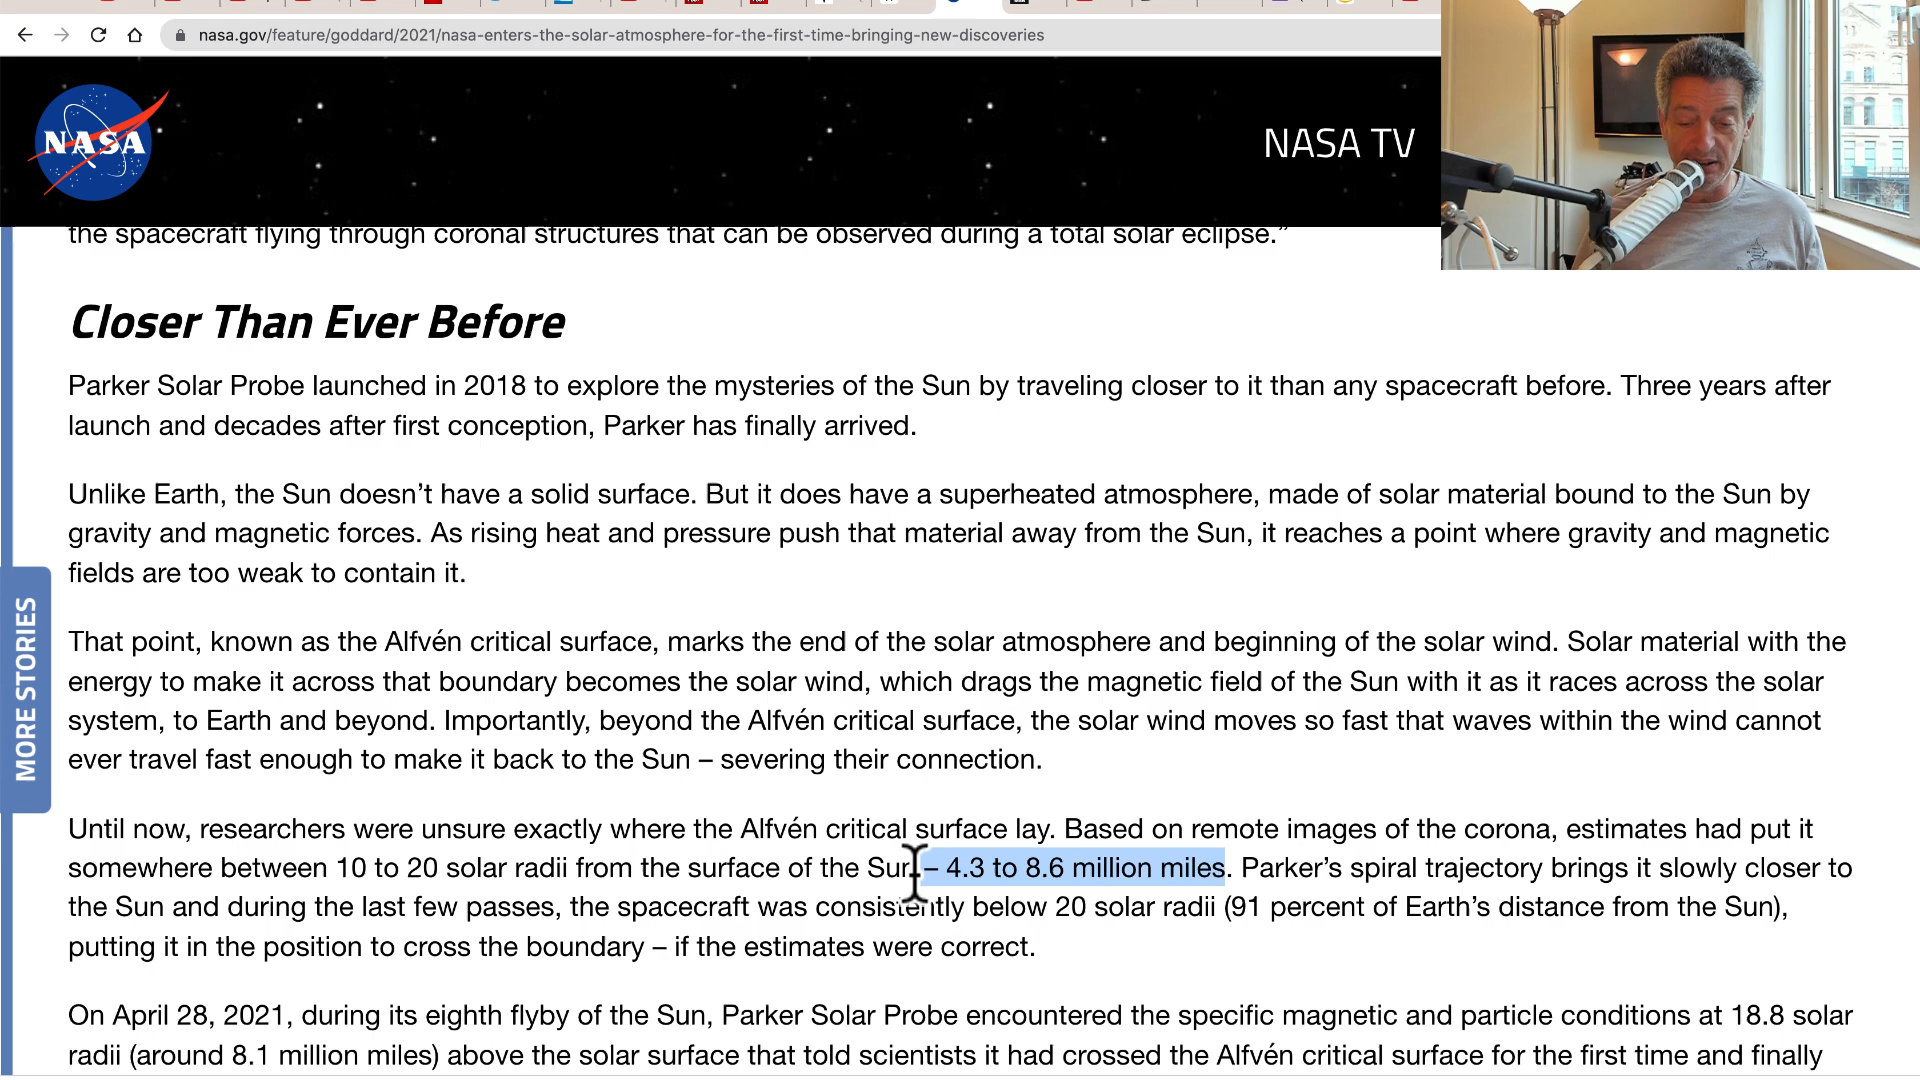 nasa.gov/feature/goddard/2021/nasa-enters-the-solar-atmosphere-for-the-first-time-bringing-new-discoveries
NASA
NASA TV
the spacecraft flying through coronal structures that can be observed during a total solar eclipse.”
Closer Than Ever Before
Parker Solar Probe launched in 2018 to explore the mysteries of the Sun by traveling closer to it than any spacecraft before. Three years after
launch and decades after first conception, Parker has finally arrived.
Unlike Earth, the Sun doesn’t have a solid surface. But it does have a superheated atmosphere, made of solar material bound to the Sun by
gravity and magnetic forces. As rising heat and pressure push that material away from the Sun, it reaches a point where gravity and magnetic
fields are too weak to contain it.
That point, known as the Alfvén critical surface, marks the end of the solar atmosphere and beginning of the solar wind. Solar material with the
energy to make it across that boundary becomes the solar wind, which drags the magnetic field of the Sun with it as it races across the solar
system, to Earth and beyond. Importantly, beyond the Alfvén critical surface, the solar wind moves so fast that waves within the wind cannot
ever travel fast enough to make it back to the Sun – severing their connection.
Until now, researchers were unsure exactly where the Alfvén critical surface lay. Based on remote images of the corona, estimates had put it
somewhere between 10 to 20 solar radii from the surface of the Sun – 4.3 to 8.6 million miles. Parker’s spiral trajectory brings it slowly closer to
the Sun and during the last few passes, the spacecraft was consistently below 20 solar radii (91 percent of Earth’s distance from the Sun),
putting it in the position to cross the boundary – if the estimates were correct.
On April 28, 2021, during its eighth flyby of the Sun, Parker Solar Probe encountered the specific magnetic and particle conditions at 18.8 solar
radii (around 8.1 million miles) above the solar surface that told scientists it had crossed the Alfvén critical surface for the first time and finally
MORE STORIES